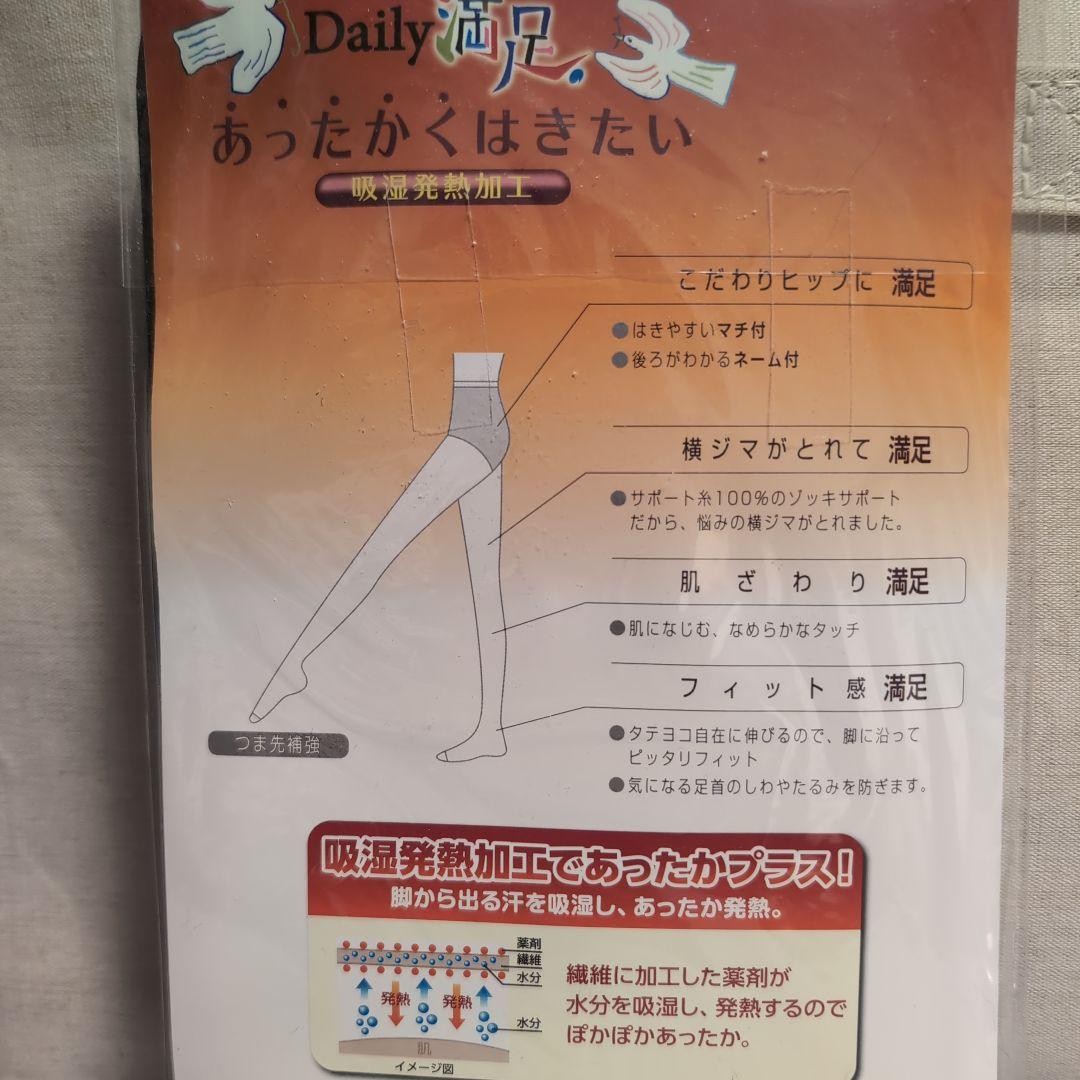 Daily満足
あったかくはきたい
吸湿発熱加工
こだわりヒップに 満足
●はきやすいマチ付
●後ろがわかるネーム付
横ジマがとれて 満足
●サポート糸100%のゾッキサポート
だから、悩みの横ジマがとれました。
肌ざわり 満足
●肌になじむ、なめらかなタッチ
フィット感 満足
●タテヨコ自在に伸びるので、脚に沿って
ピッタリフィット
●気になる足首のしわやたるみを防ぎます。
つま先補強
吸湿発熱加工であったかプラス!
脚から出る汗を吸湿し、あったか発熱。
薬剤
繊維
水分
発熱
発熱
水分
肌
イメージ図
繊維に加工した薬剤が
水分を吸湿し、発熱するので
ぽかぽかあったか。